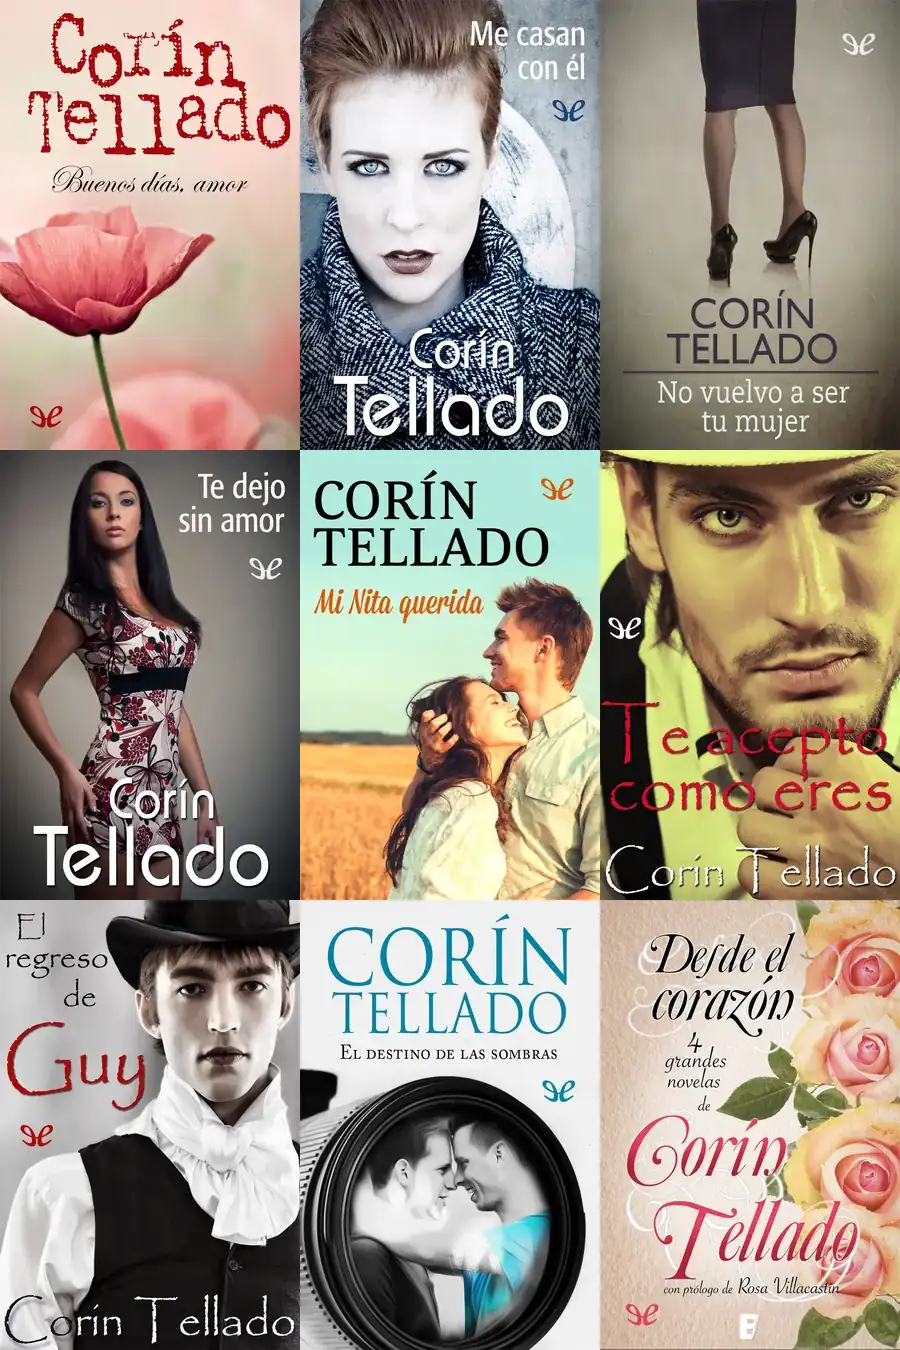 Corín
Tellado
Buenos días, amor
Me casan
con él
Corín
Tellado
CORÍN
TELLADO
No vuelvo a ser
tu mujer
Te dejo
sin amor
Corín
Tellado
CORÍN
TELLADO
Mi Nita querida
Te acepto
como eres
Corín Tellado
El
regreso
de
Guy
Corín Tellado
CORÍN
TELLADO
EL DESTINO DE LAS SOMBRAS
Desde el
corazón
4
grandes
novelas
de
Corín
Tellado
con prólogo de Rosa Villacastín
B